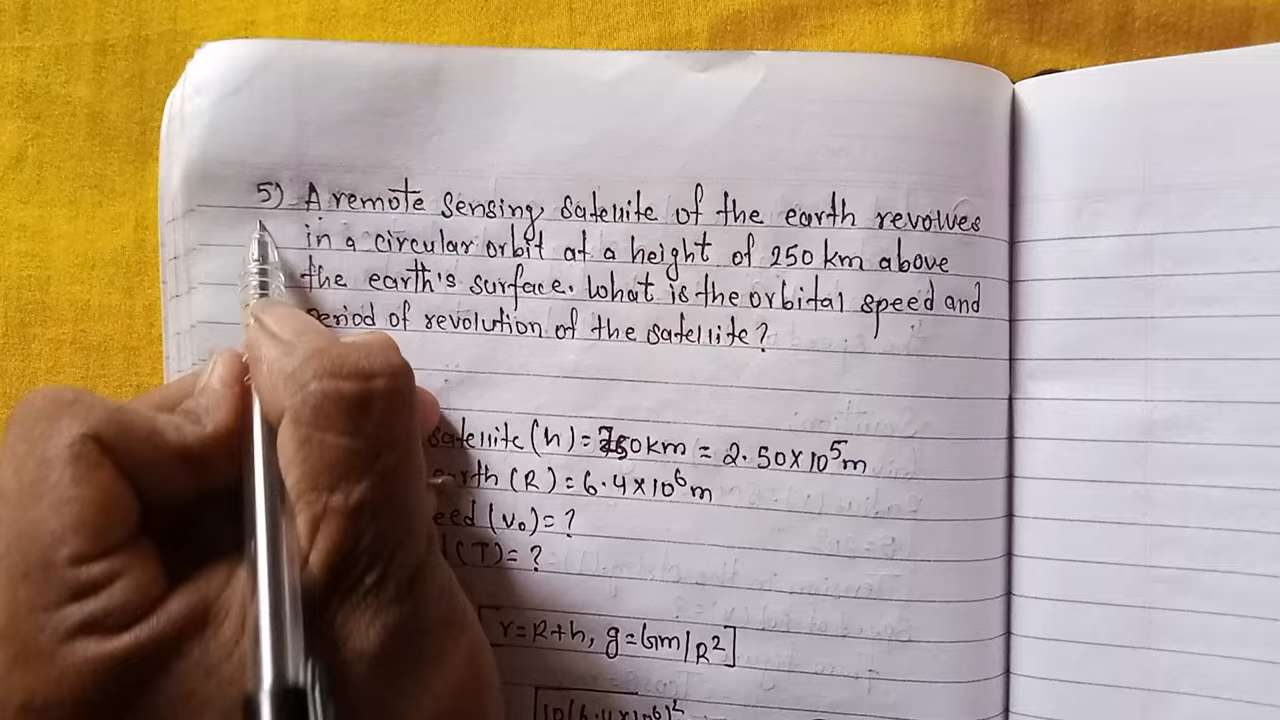 5) A remote sensing satellite of the earth revolves
in a circular orbit at a height of 250 km above
the earth's surface. What is the orbital speed and
period of revolution of the satellite?
satellite (h) = 250 km = 2.50 × 10⁵ m
(R) = 6.4 × 10⁶ m
(v₀) = ?
(T) = ?
[r = R + h, g = Gm/R²]